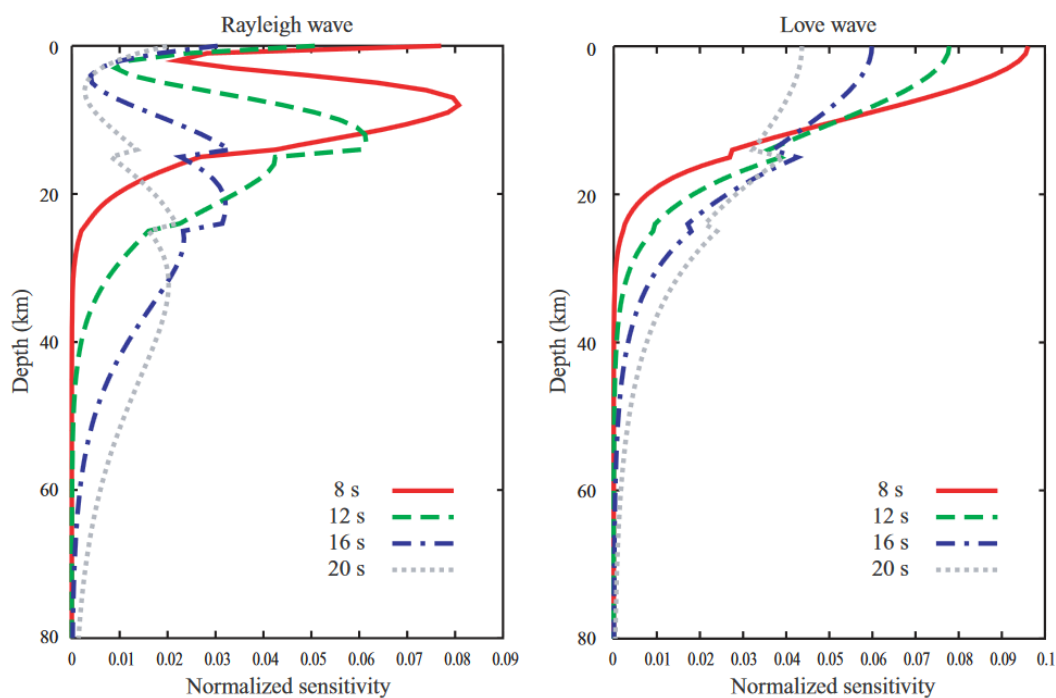 Rayleigh wave
0
20
40
60
80
Depth (km)
8 s
12 s
16 s
20 s
0 0.01 0.02 0.03 0.04 0.05 0.06 0.07 0.08 0.09
Normalized sensitivity
Love wave
0
20
40
60
80
Depth (km)
8 s
12 s
16 s
20 s
0 0.01 0.02 0.03 0.04 0.05 0.06 0.07 0.08 0.09 0.1
Normalized sensitivity